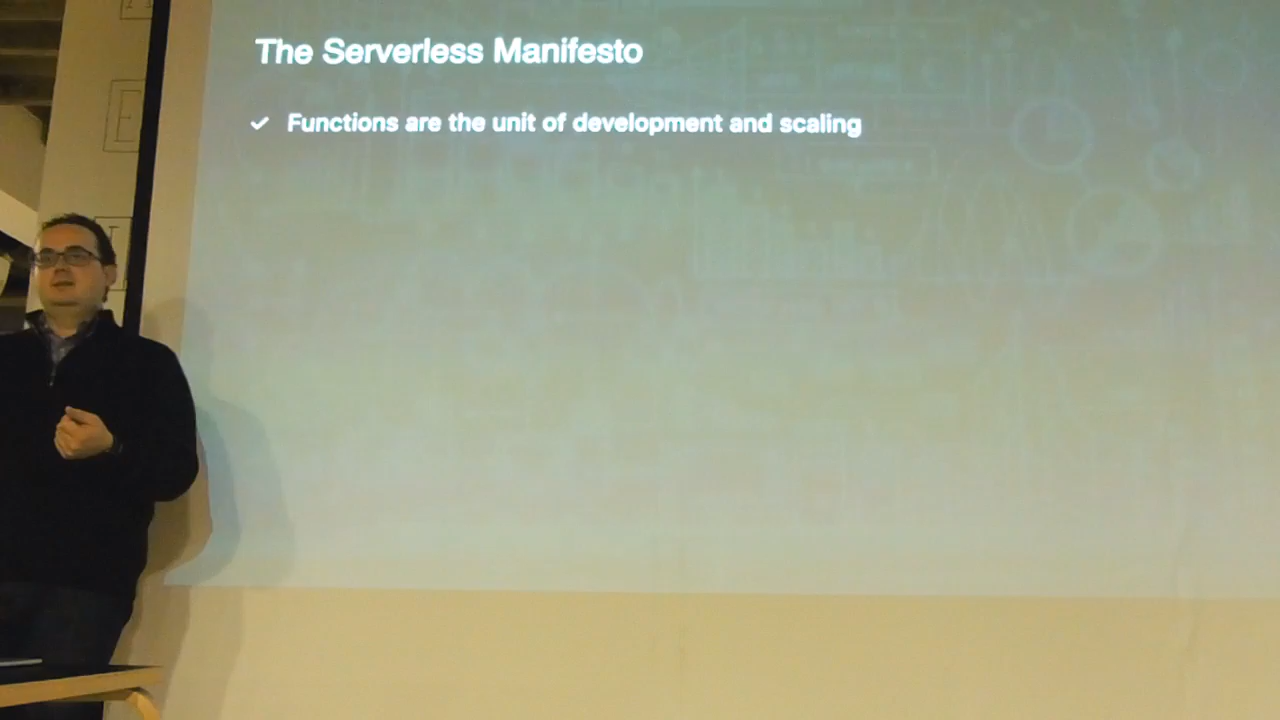 The Serverless Manifesto
✓ Functions are the unit of development and scaling
E